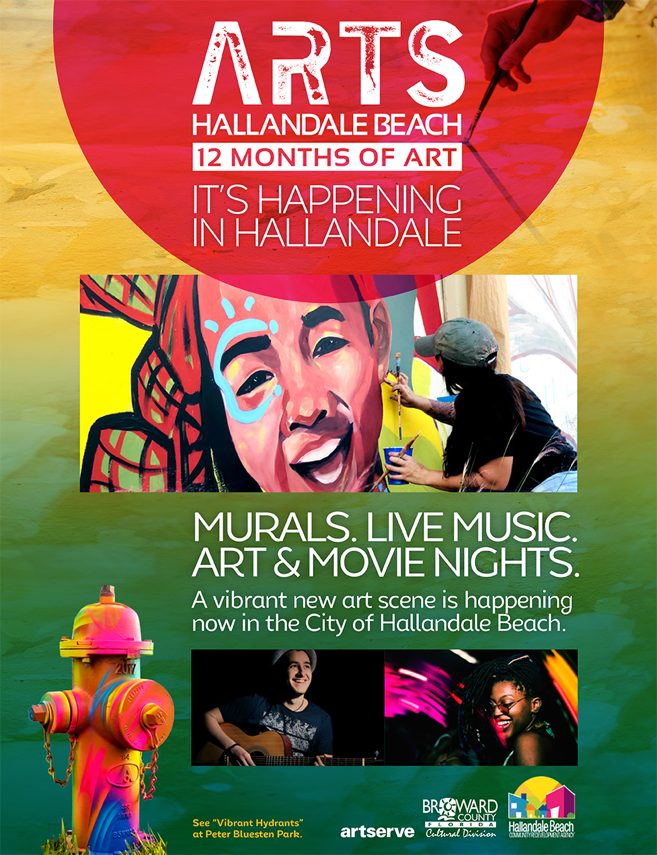 ARTS
HALLANDALE BEACH
12 MONTHS OF ART
IT'S HAPPENING
IN HALLANDALE
MURALS. LIVE MUSIC.
ART & MOVIE NIGHTS.
A vibrant new art scene is happening
now in the City of Hallandale Beach.
2017
See "Vibrant Hydrants"
at Peter Bluesten Park.
artserve
BROWARD
COUNTY
FLORIDA
Cultural Division
Hallandale Beach
COMMUNITY REDEVELOPMENT AGENCY